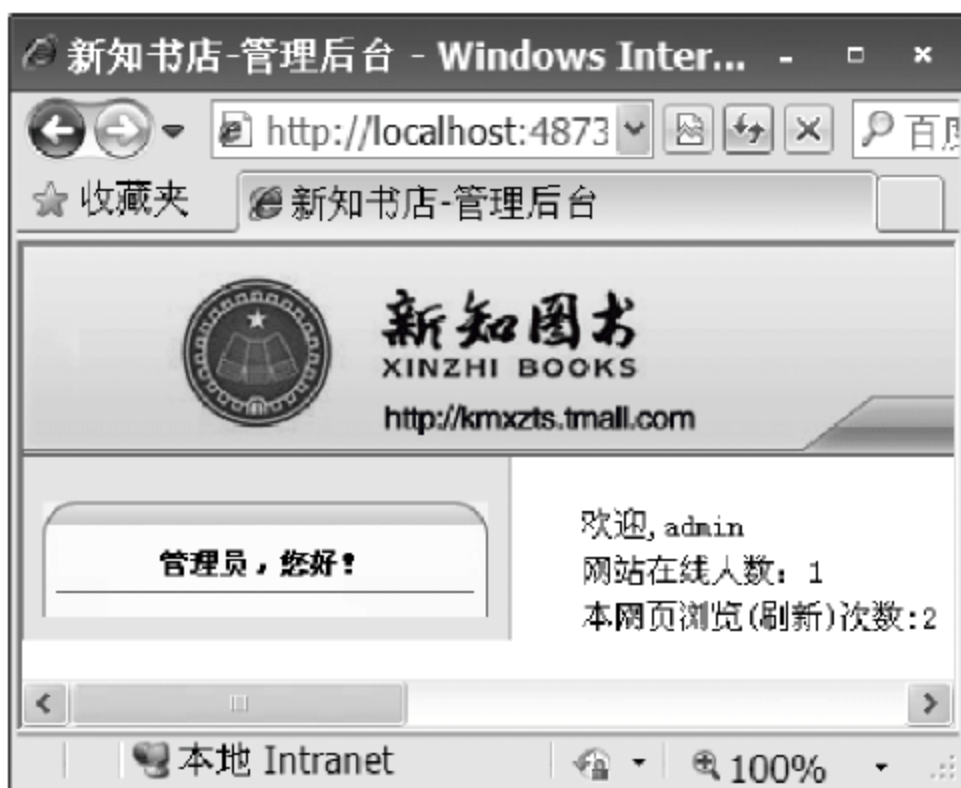 新知书店-管理后台 - Windows Inter...
http://localhost:4873
收藏夹
新知书店-管理后台
新知图书
XINZHI BOOKS
http://kmxzts.tmall.com
管理员，您好！
欢迎,admin
网站在线人数：1
本网页浏览(刷新)次数:2
本地 Intranet
100%